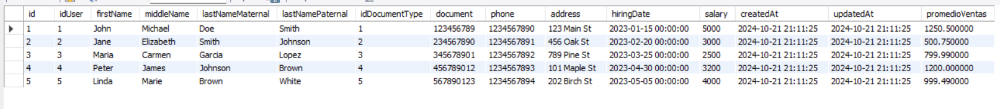 id idUser firstName middleName lastNameMaternal lastNamePaternal idDocumentType document phone address hiringDate salary createdAt updatedAt promedioVentas
1 1 John Michael Doe Smith 1 123456789 1234567890 123 Main St 2023-01-15 00:00:00 5000 2024-10-21 21:11:25 2024-10-21 21:11:25 1250.500000
2 2 Jane Elizabeth Smith Johnson 2 234567890 1234567891 456 Oak St 2023-02-20 00:00:00 3000 2024-10-21 21:11:25 2024-10-21 21:11:25 500.750000
3 3 Maria Carmen Garcia Lopez 3 345678901 1234567892 789 Pine St 2023-03-25 00:00:00 2500 2024-10-21 21:11:25 2024-10-21 21:11:25 799.990000
4 4 Peter James Johnson Brown 4 456789012 1234567893 101 Maple St 2023-04-30 00:00:00 3200 2024-10-21 21:11:25 2024-10-21 21:11:25 1200.000000
5 5 Linda Marie Brown White 5 567890123 1234567894 202 Birch St 2023-05-05 00:00:00 4000 2024-10-21 21:11:25 2024-10-21 21:11:25 999.490000